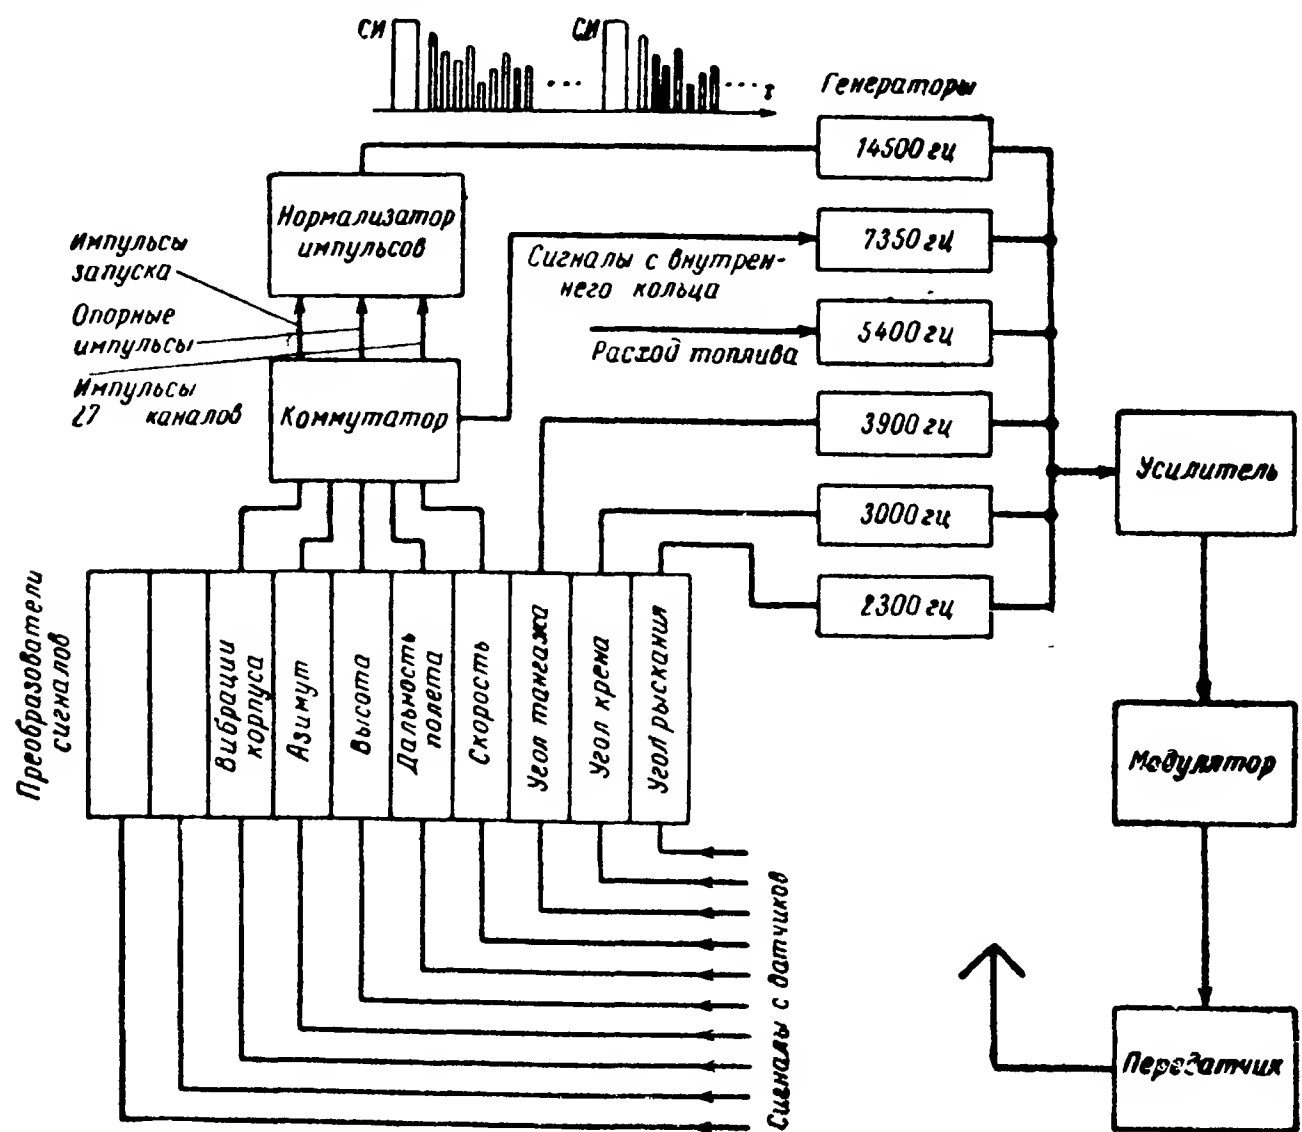 СИ
СИ
τ
Генераторы
14500 гц
Нормализатор
импульсов
7350 гц
Импульсы
запуска
Сигналы с внутрен-
него кольца
Опорные
импульсы
5400 гц
Расход топлива
Импульсы
27 каналов
Коммутатор
3900 гц
Усилитель
3000 гц
2300 гц
Преобразователи
сигналов
Вибрации
корпуса
Азимут
Высота
Дальность
полета
Скорость
Угол тангажа
Угол крена
Угол рыскания
Модулятор
Сигналы с датчиков
Передатчик